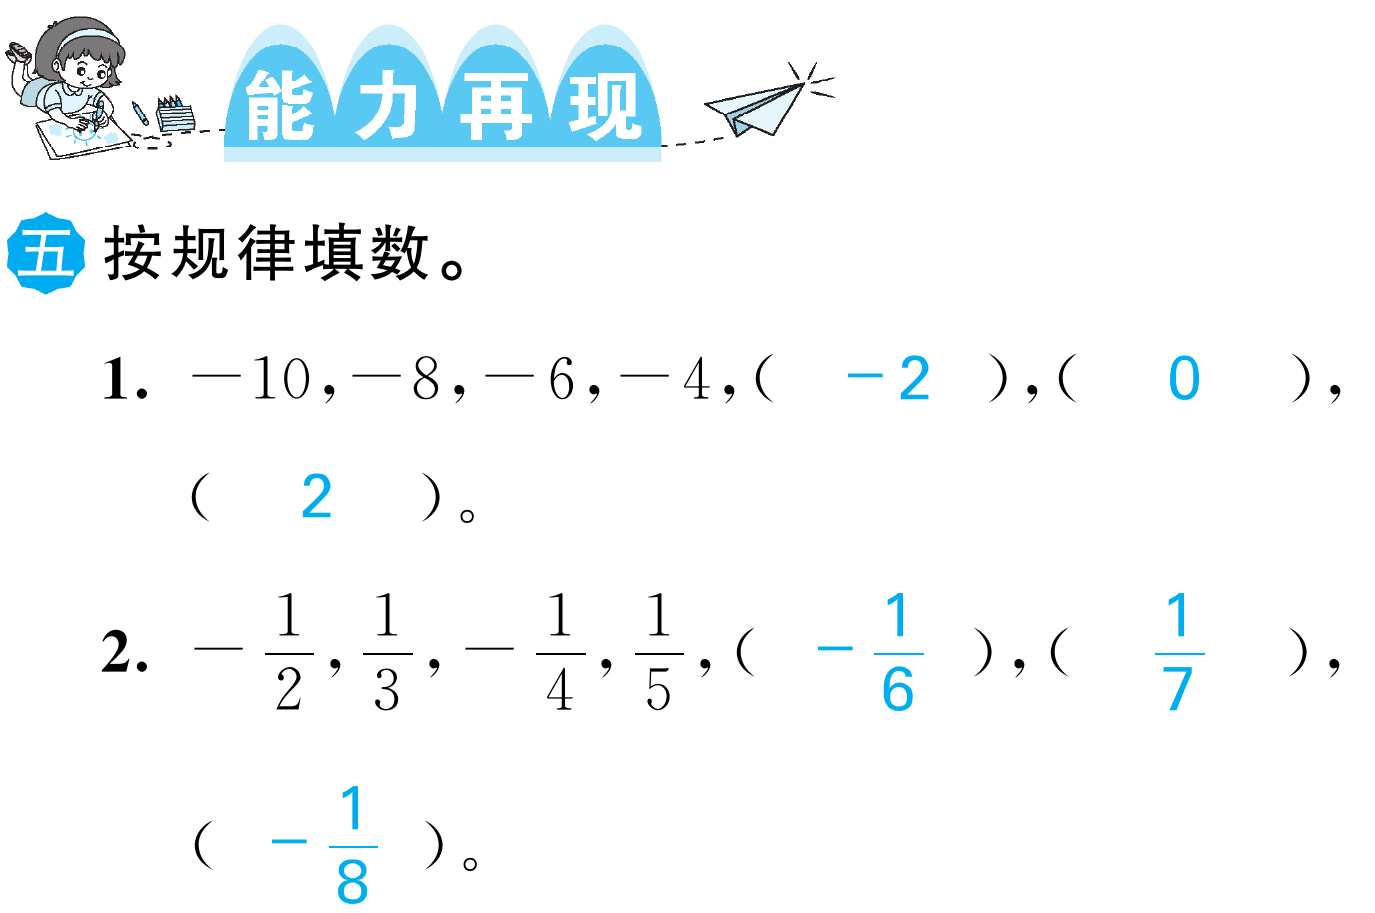 能力再现
五 按规律填数。
1. －10,－8,－6,－4,( －2 ),( 0 ),
( 2 )。
2. －1/2,1/3,－1/4,1/5,( －1/6 ),( 1/7 ),
( －1/8 )。